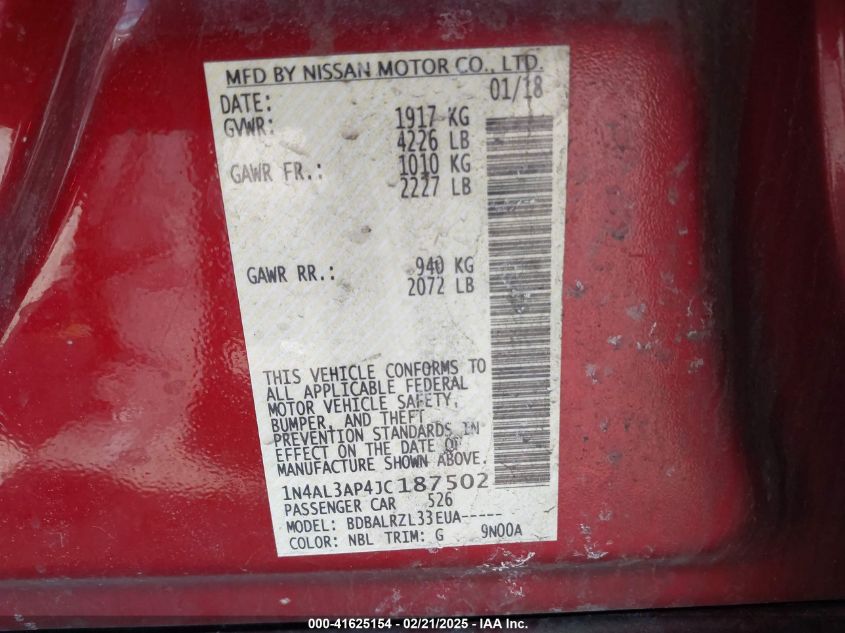 MFD BY NISSAN MOTOR CO., LTD.
DATE: 01/18
GVWR: 1917 KG
4226 LB
GAWR FR.: 1010 KG
2227 LB
GAWR RR.: 940 KG
2072 LB
THIS VEHICLE CONFORMS TO
ALL APPLICABLE FEDERAL
MOTOR VEHICLE SAFETY,
BUMPER, AND THEFT
PREVENTION STANDARDS IN
EFFECT ON THE DATE OF
MANUFACTURE SHOWN ABOVE.
1N4AL3AP4JC187502
PASSENGER CAR 526
MODEL: BDBALRZL33EUA-----
COLOR: NBL TRIM: G 9N00A
000-41625154 - 02/21/2025 - IAA Inc.